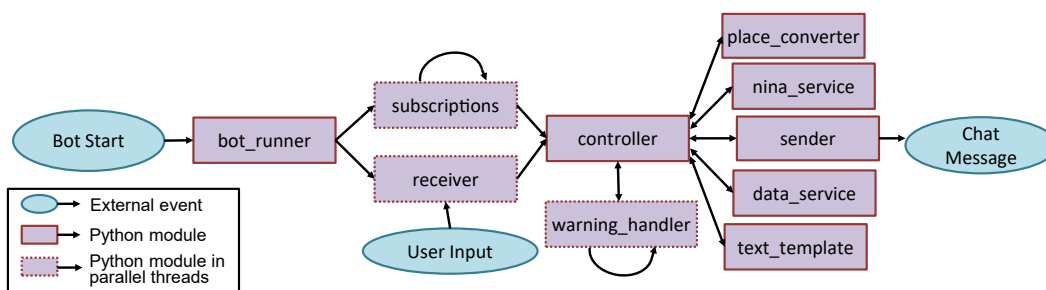 place_converter
subscriptions
nina_service
Bot Start
bot_runner
controller
sender
Chat
Message
receiver
data_service
External event
warning_handler
Python module
User Input
text_template
Python module in
parallel threads